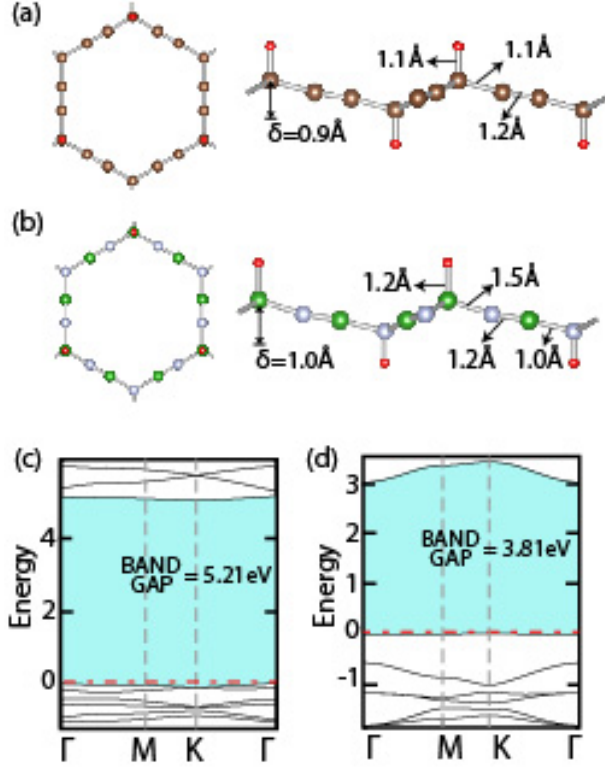 (a)
1.1Å
1.1Å
δ=0.9Å
1.2Å
(b)
1.2Å
1.5Å
δ=1.0Å
1.2Å
1.0Å
(c)
Energy
4
2
0
BAND
GAP = 5.21eV
Γ M K Γ
(d)
Energy
3
2
1
0
-1
BAND
GAP = 3.81eV
Γ M K Γ